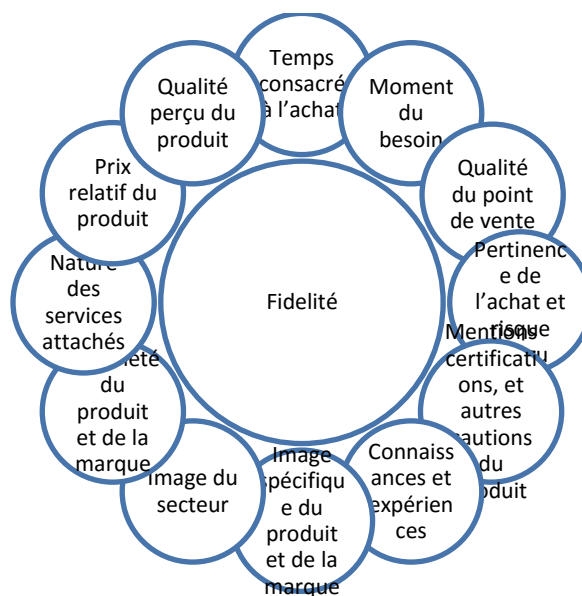 Temps
consacré
à l’achat
Moment
du
besoin
Qualité
du point
de vente
Pertinenc
e de
l’achat et
risque
Mentions
certificati
ons, et
autres
cautions
du
Connaiss
ances et
expérien
ces
Image
spécifiqu
e du
produit
et de la
marque
Image du
secteur
du
produit
et de la
marque
Nature
des
services
attachés
Prix
relatif du
produit
Qualité
perçu du
produit
Fidelité